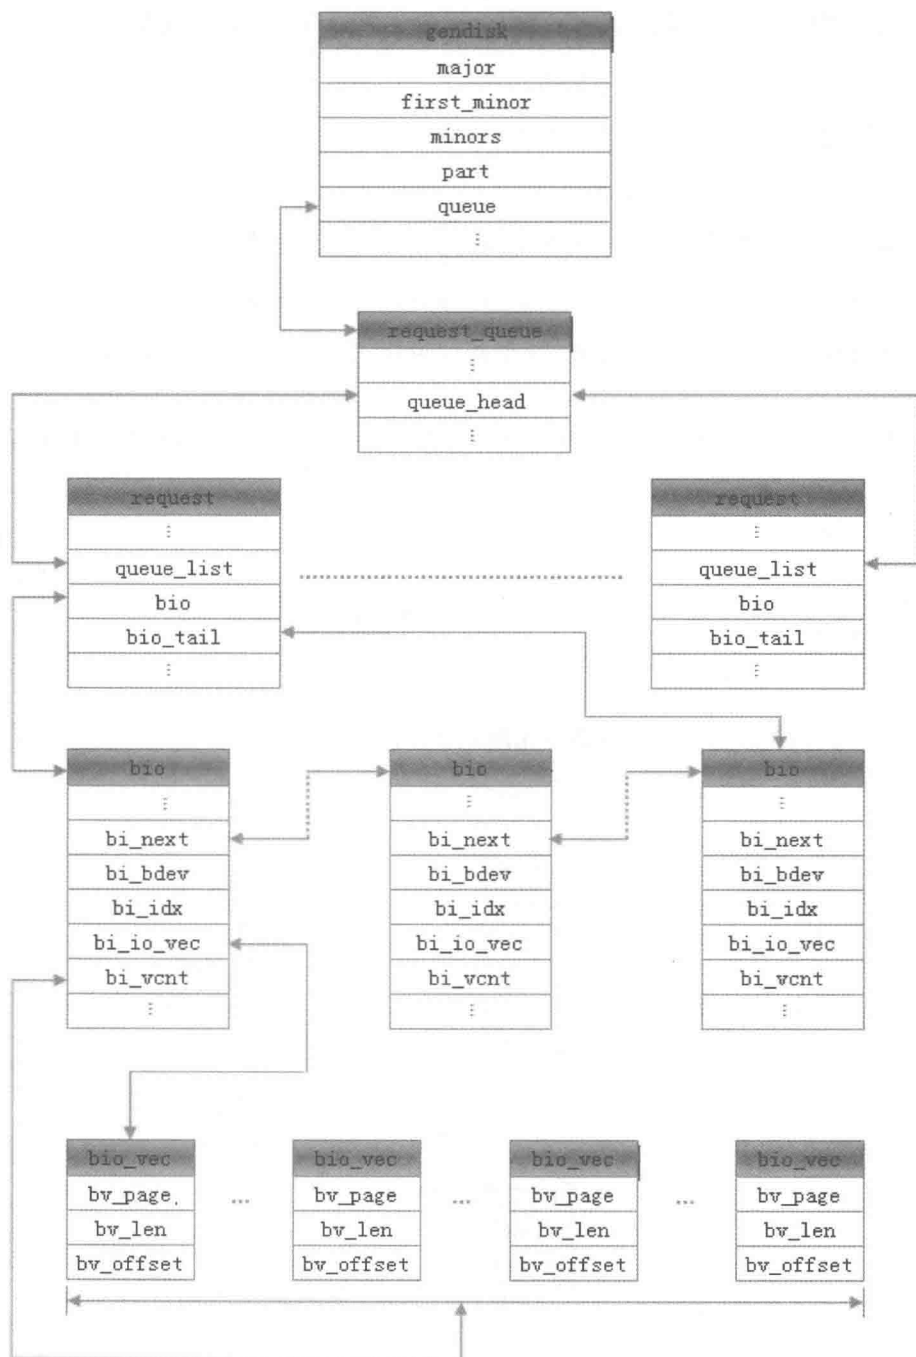 gendisk
major
first_minor
minors
part
queue
⋮
request_queue
⋮
queue_head
⋮
request
⋮
queue_list
bio
bio_tail
⋮
request
⋮
queue_list
bio
bio_tail
⋮
bio
⋮
bi_next
bi_bdev
bi_idx
bi_io_vec
bi_vcnt
⋮
bio
⋮
bi_next
bi_bdev
bi_idx
bi_io_vec
bi_vcnt
⋮
bio
⋮
bi_next
bi_bdev
bi_idx
bi_io_vec
bi_vcnt
⋮
bio_vec
bv_page
bv_len
bv_offset
...
bio_vec
bv_page
bv_len
bv_offset
...
bio_vec
bv_page
bv_len
bv_offset
...
bio_vec
bv_page
bv_len
bv_offset